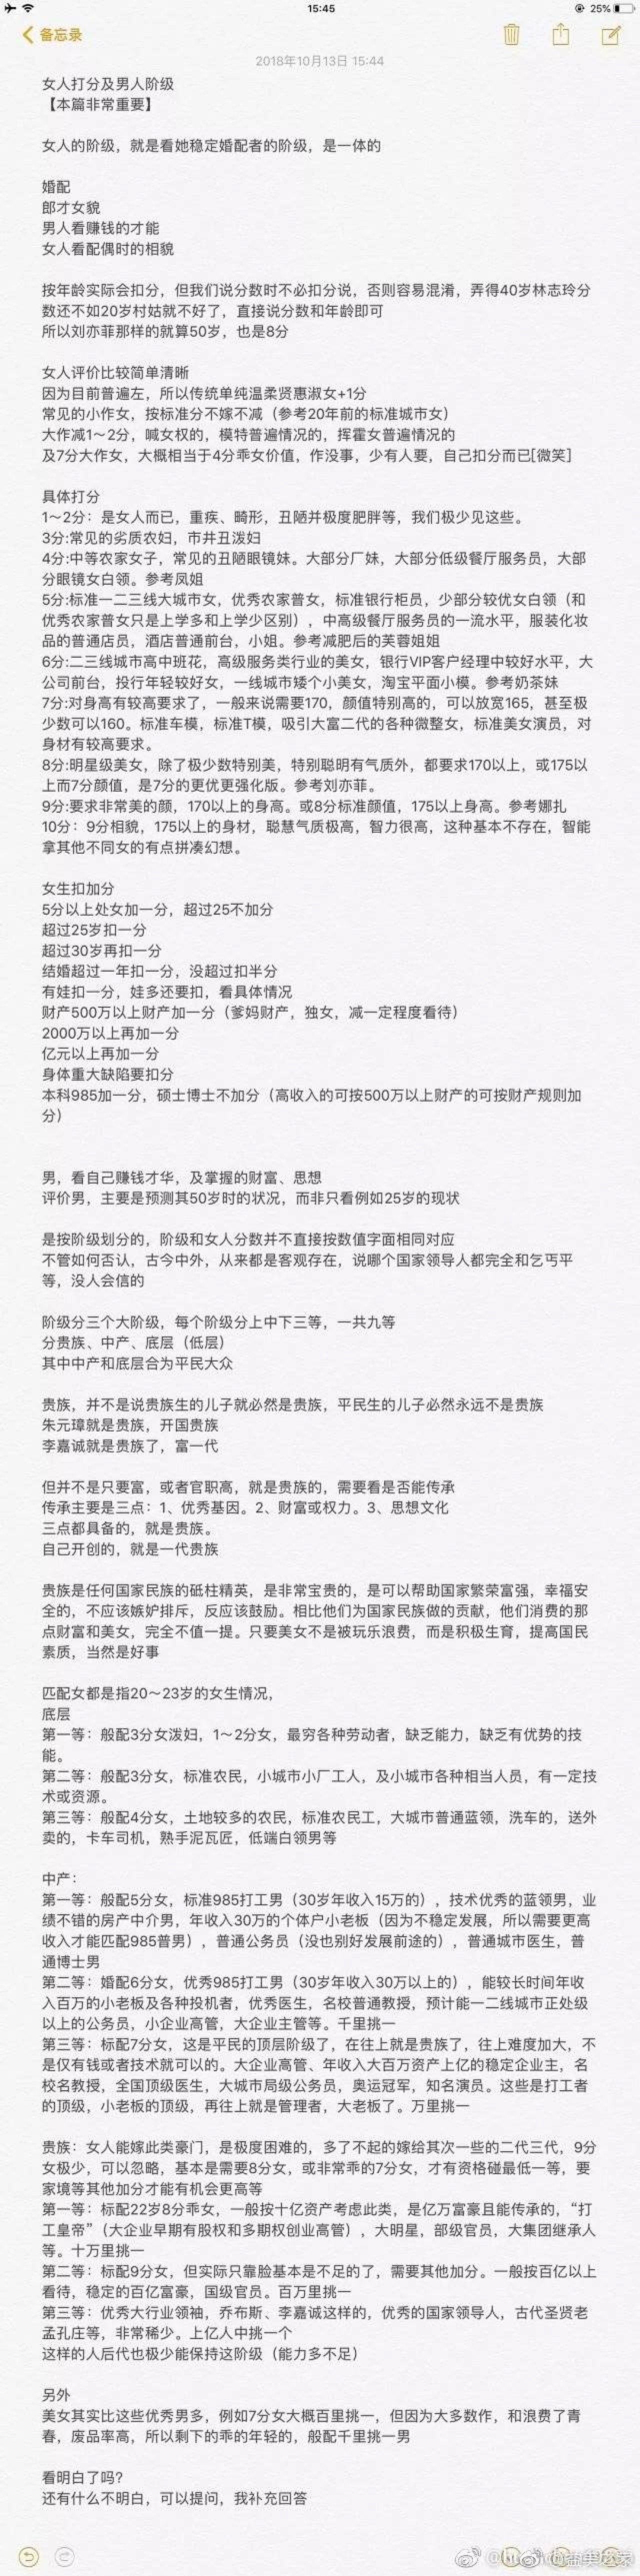 15:45
25%
备忘录
2018年10月13日 15:44
女人打分及男人阶级
【本篇非常重要】
女人的阶级，就是看她稳定婚配者的阶级，是一体的
婚配
郎才女貌
男人看赚钱的才能
女人看配偶时的相貌
按年龄实际会扣分，但我们说分数时不必扣分说，否则容易混淆，弄得40岁林志玲分
数还不如20岁村姑就不好了，直接说分数和年龄即可
所以刘亦菲那样的就算50岁，也是8分
女人评价比较简单清晰
因为目前普遍左，所以传统单纯温柔贤惠淑女+1分
常见的小作女，按标准分不嫁不减（参考20年前的标准城市女）
大作减1～2分，喊女权的，模特普遍情况的，挥霍女普遍情况的
及7分大作女，大概相当于4分乖女价值，作没事，少有人要，自己扣分而已[微笑]
具体打分
1～2分：是女人而已，重疾、畸形，丑陋并极度肥胖等，我们极少见这些。
3分:常见的劣质农妇，市井丑泼妇
4分:中等农家女子，常见的丑陋眼镜妹。大部分厂妹，大部分低级餐厅服务员，大部
分眼镜女白领。参考凤姐
5分:标准一二三线大城市女，优秀农家普女，标准银行柜员，少部分较优女白领（和
优秀农家普女只是上学多和上学少区别），中高级餐厅服务员的一流水平，服装化妆
品的普通店员，酒店普通前台，小姐。参考减肥后的芙蓉姐姐
6分:二三线城市高中班花，高级服务类行业的美女，银行VIP客户经理中较好水平，大
公司前台，投行年轻较好女，一线城市矮个小美女，淘宝平面小模。参考奶茶妹
7分:对身高有较高要求了，一般来说需要170，颜值特别高的，可以放宽165，甚至极
少数可以160。标准车模，标准T模，吸引大富二代的各种微整女，标准美女演员，对
身材有较高要求。
8分:明星级美女，除了极少数特别美，特别聪明有气质外，都要求170以上，或175以
上而7分颜值，是7分的更优更强化版。参考刘亦菲。
9分:要求非常美的颜，170以上的身高。或8分标准颜值，175以上身高。参考娜扎
10分：9分相貌，175以上的身材，聪慧气质极高，智力很高，这种基本不存在，智能
拿其他不同女的有点拼凑幻想。
女生扣加分
5分以上处女加一分，超过25不加分
超过25岁扣一分
超过30岁再扣一分
结婚超过一年扣一分，没超过扣半分
有娃扣一分，娃多还要扣，看具体情况
财产500万以上财产加一分（爹妈财产，独女，减一定程度看待）
2000万以上再加一分
亿元以上再加一分
身体重大缺陷要扣分
本科985加一分，硕士博士不加分（高收入的可按500万以上财产的可按财产规则加
分）
男，看自己赚钱才华，及掌握的财富、思想
评价男，主要是预测其50岁时的状况，而非只看例如25岁的现状
是按阶级划分的，阶级和女人分数并不直接按数值字面相同对应
不管如何否认，古今中外，从来都是客观存在，说哪个国家领导人都完全和乞丐平
等，没人会信的
阶级分三个大阶级，每个阶级分上中下三等，一共九等
分贵族、中产、底层（低层）
其中中产和底层合为平民大众
贵族，并不是说贵族生的儿子就必然是贵族，平民生的儿子必然永远不是贵族
朱元璋就是贵族，开国贵族
李嘉诚就是贵族了，富一代
但并不是只要富，或者官职高，就是贵族的，需要看是否能传承
传承主要是三点：1、优秀基因。2、财富或权力。3、思想文化
三点都具备的，就是贵族。
自己开创的，就是一代贵族
贵族是任何国家民族的砥柱精英，是非常宝贵的，是可以帮助国家繁荣富强，幸福安
全的，不应该嫉妒排斥，反应该鼓励。相比他们为国家民族做的贡献，他们消费的那
点财富和美女，完全不值一提。只要美女不是被玩乐浪费，而是积极生育，提高国民
素质，当然是好事
匹配女都是指20～23岁的女生情况，
底层
第一等：般配3分女泼妇，1～2分女，最穷各种劳动者，缺乏能力，缺乏有优势的技
能。
第二等：般配3分女，标准农民，小城市小厂工人，及小城市各种相当人员，有一定技
术或资源。
第三等：般配4分女，土地较多的农民，标准农民工，大城市普通蓝领，洗车的，送外
卖的，卡车司机，熟手泥瓦匠，低端白领男等
中产：
第一等：般配5分女，标准985打工男（30岁年收入15万的），技术优秀的蓝领男，业
绩不错的房产中介男，年收入30万的个体户小老板（因为不稳定发展，所以需要更高
收入才能匹配985普男），普通公务员（没也别好发展前途的），普通城市医生，普
通博士男
第二等：婚配6分女，优秀985打工男（30岁年收入30万以上的），能较长时间年收
入百万的小老板及各种投机者，优秀医生，名校普通教授，预计能一二线城市正处级
以上的公务员，小企业高管，大企业主管等。千里挑一
第三等：标配7分女，这是平民的顶层阶级了，在往上就是贵族了，往上难度加大，不
是仅有钱或者技术就可以的。大企业高管、年收入大百万资产上亿的稳定企业主，名
校名教授，全国顶级医生，大城市局级公务员，奥运冠军，知名演员。这些是打工者
的顶级，小老板的顶级，再往上就是管理者，大老板了。万里挑一
贵族：女人能嫁此类豪门，是极度困难的，多了不起的嫁给其次一些的二代三代，9分
女极少，可以忽略，基本是需要8分女，或非常乖的7分女，才有资格碰最低一等，要
家境等其他加分才能有机会更高等
第一等：标配22岁8分乖女，一般按十亿资产考虑此类，是亿万富豪且能传承的，“打
工皇帝”（大企业早期有股权和多期权创业高管），大明星，部级官员，大集团继承人
等。十万里挑一
第二等：标配9分女，但实际只靠脸基本是不足的了，需要其他加分。一般按百亿以上
看待，稳定的百亿富豪，国级官员。百万里挑一
第三等：优秀大行业领袖，乔布斯、李嘉诚这样的，优秀的国家领导人，古代圣贤老
孟孔庄等，非常稀少。上亿人中挑一个
这样的人后代也极少能保持这阶级（能力多不足）
另外
美女其实比这些优秀男多，例如7分女大概百里挑一，但因为大多数作，和浪费了青
春，废品率高，所以剩下的乖的年轻的，般配千里挑一男
看明白了吗？
还有什么不明白，可以提问，我补充回答